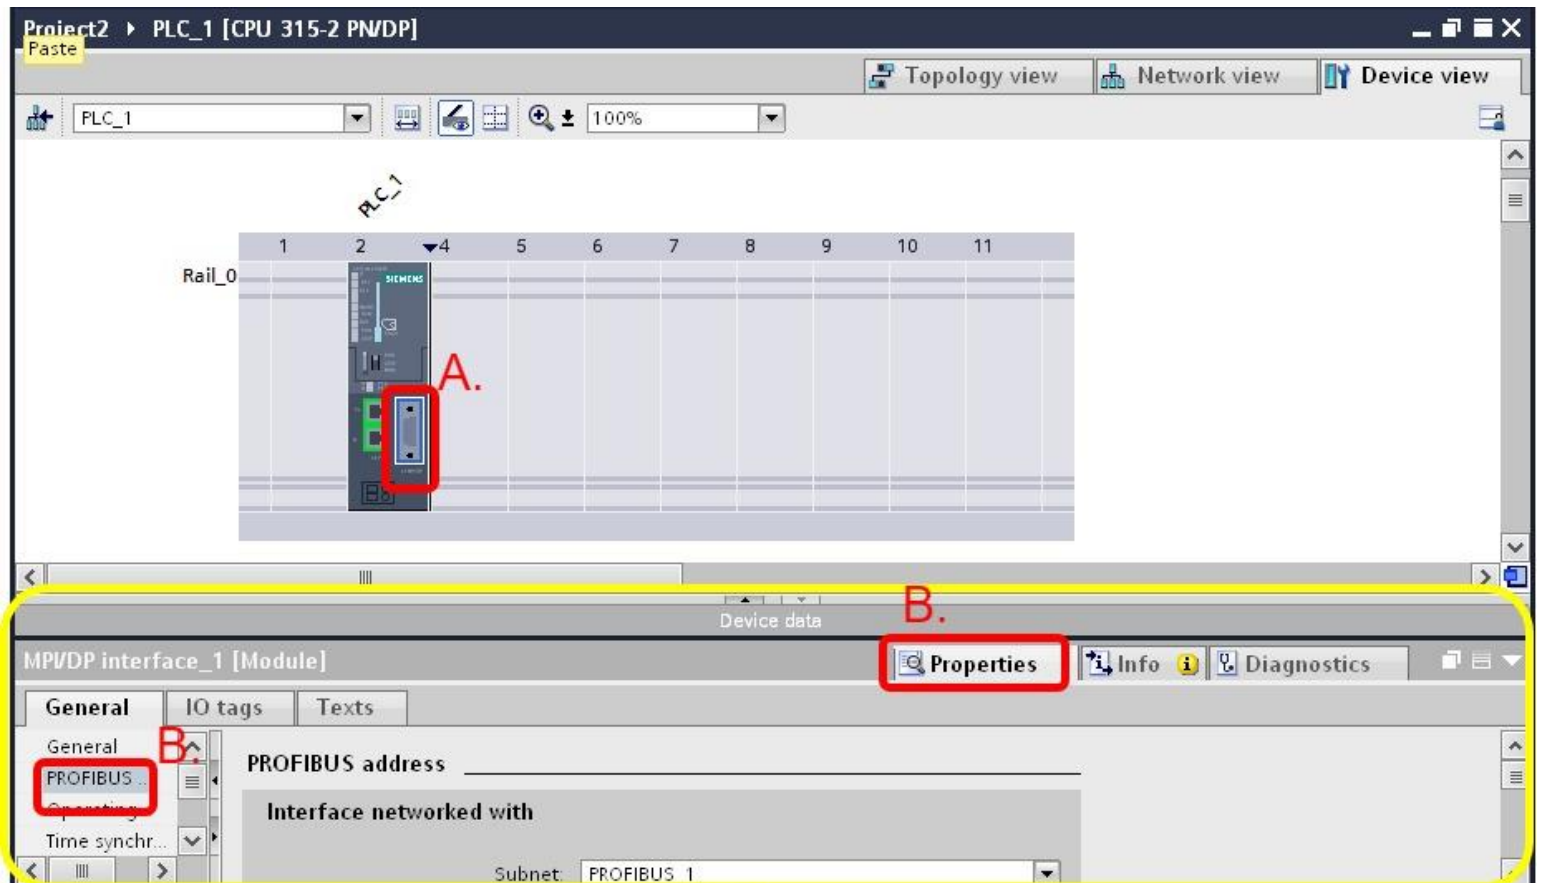 Project2 ▸ PLC_1 [CPU 315-2 PN/DP]
Paste
Topology view
Network view
Device view
PLC_1
100%
PLC_1
1 2 4 5 6 7 8 9 10 11
Rail_0
SIEMENS
A.
B.
Device data
MPI/DP interface_1 [Module]
Properties
Info
Diagnostics
General
IO tags
Texts
General
B.
PROFIBUS ...
Operating
Time synchr...
PROFIBUS address
Interface networked with
Subnet:
PROFIBUS_1